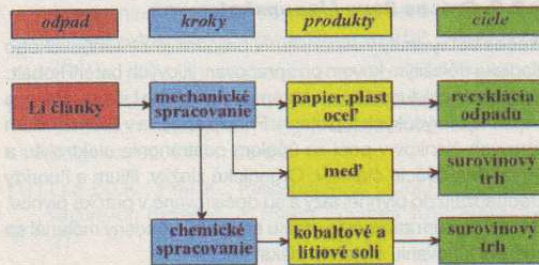 odpad kroky produkty ciele
Li články
mechanické
spracovanie
papier,plast
oceľ
recyklácia
odpadu
meď
surovinový
trh
chemické
spracovanie
kobaltové a
lítiové soli
surovinový
trh